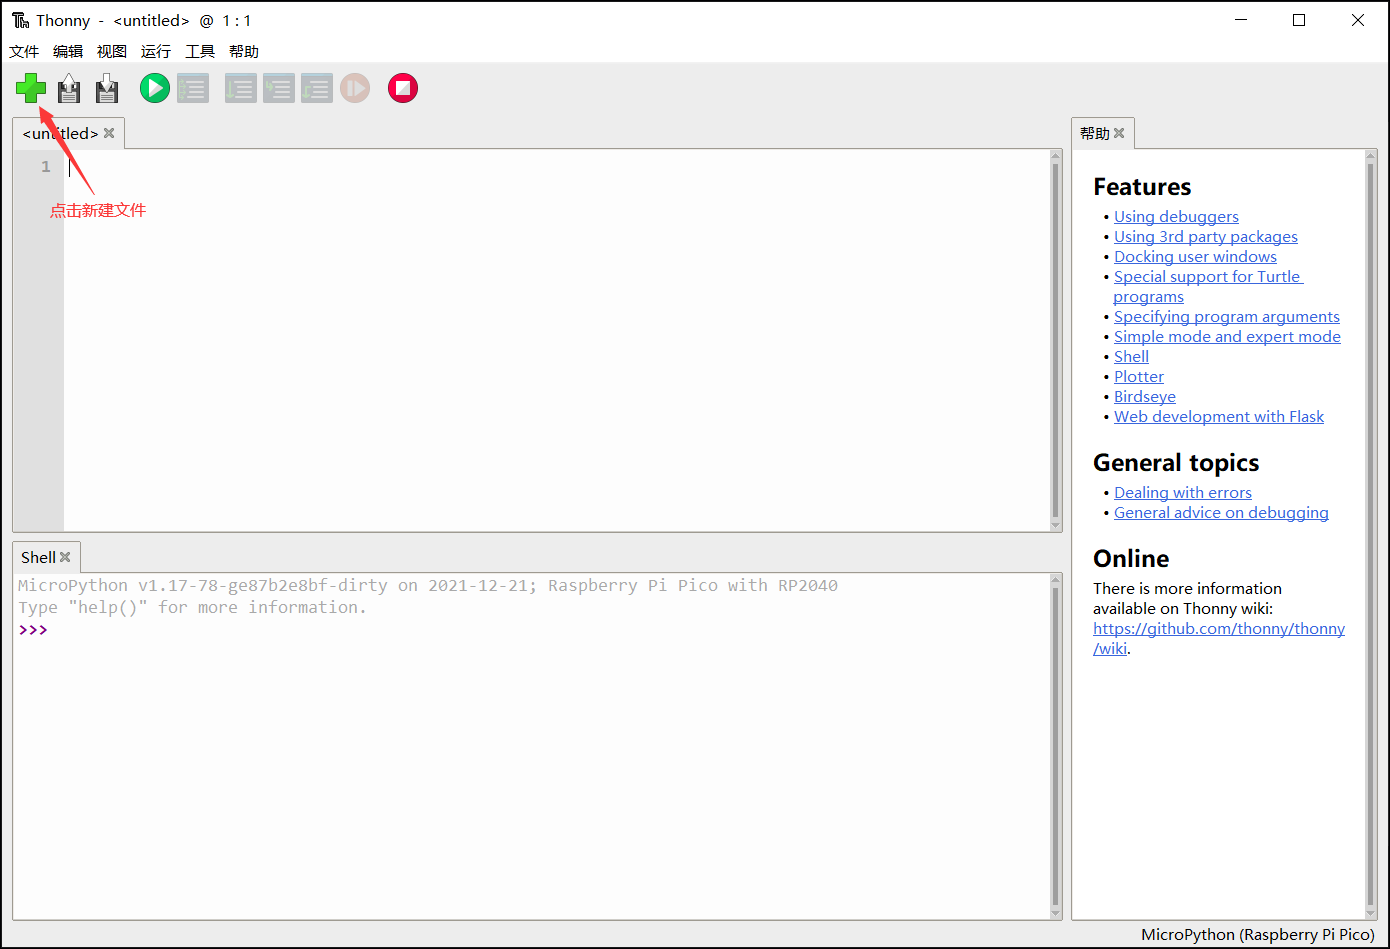 Thonny - <untitled> @ 1 : 1
文件 编辑 视图 运行 工具 帮助
<untitled>
1
点击新建文件
Shell
MicroPython v1.17-78-ge87b2e8bf-dirty on 2021-12-21; Raspberry Pi Pico with RP2040
Type "help()" for more information.
>>>
帮助
Features
• Using debuggers
• Using 3rd party packages
• Docking user windows
• Special support for Turtle
programs
• Specifying program arguments
• Simple mode and expert mode
• Shell
• Plotter
• Birdseye
• Web development with Flask
General topics
• Dealing with errors
• General advice on debugging
Online
There is more information
available on Thonny wiki:
https://github.com/thonny/thonny
/wiki.
MicroPython (Raspberry Pi Pico)